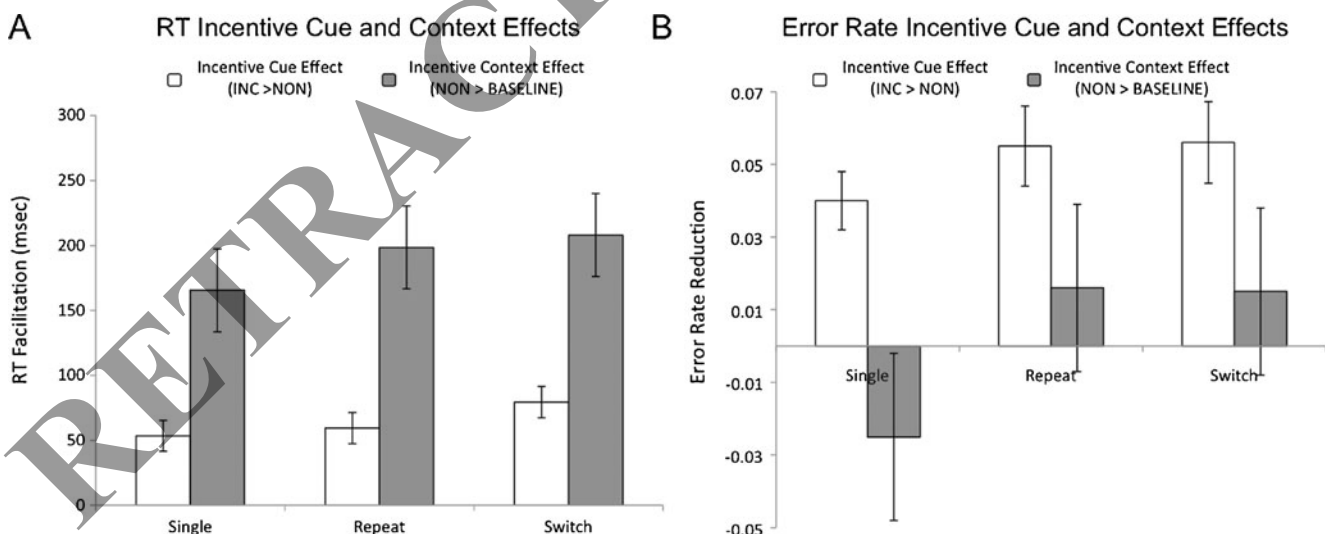 A
RT Incentive Cue and Context Effects
Incentive Cue Effect
(INC >NON)
Incentive Context Effect
(NON > BASELINE)
RT Facilitation (msec)
300
250
200
150
100
50
0
Single
Repeat
Switch
B
Error Rate Incentive Cue and Context Effects
Incentive Cue Effect
(INC > NON)
Incentive Context Effect
(NON > BASELINE)
Error Rate Reduction
0.07
0.05
0.03
0.01
-0.01
-0.03
-0.05
Single
Repeat
Switch
RETRAC